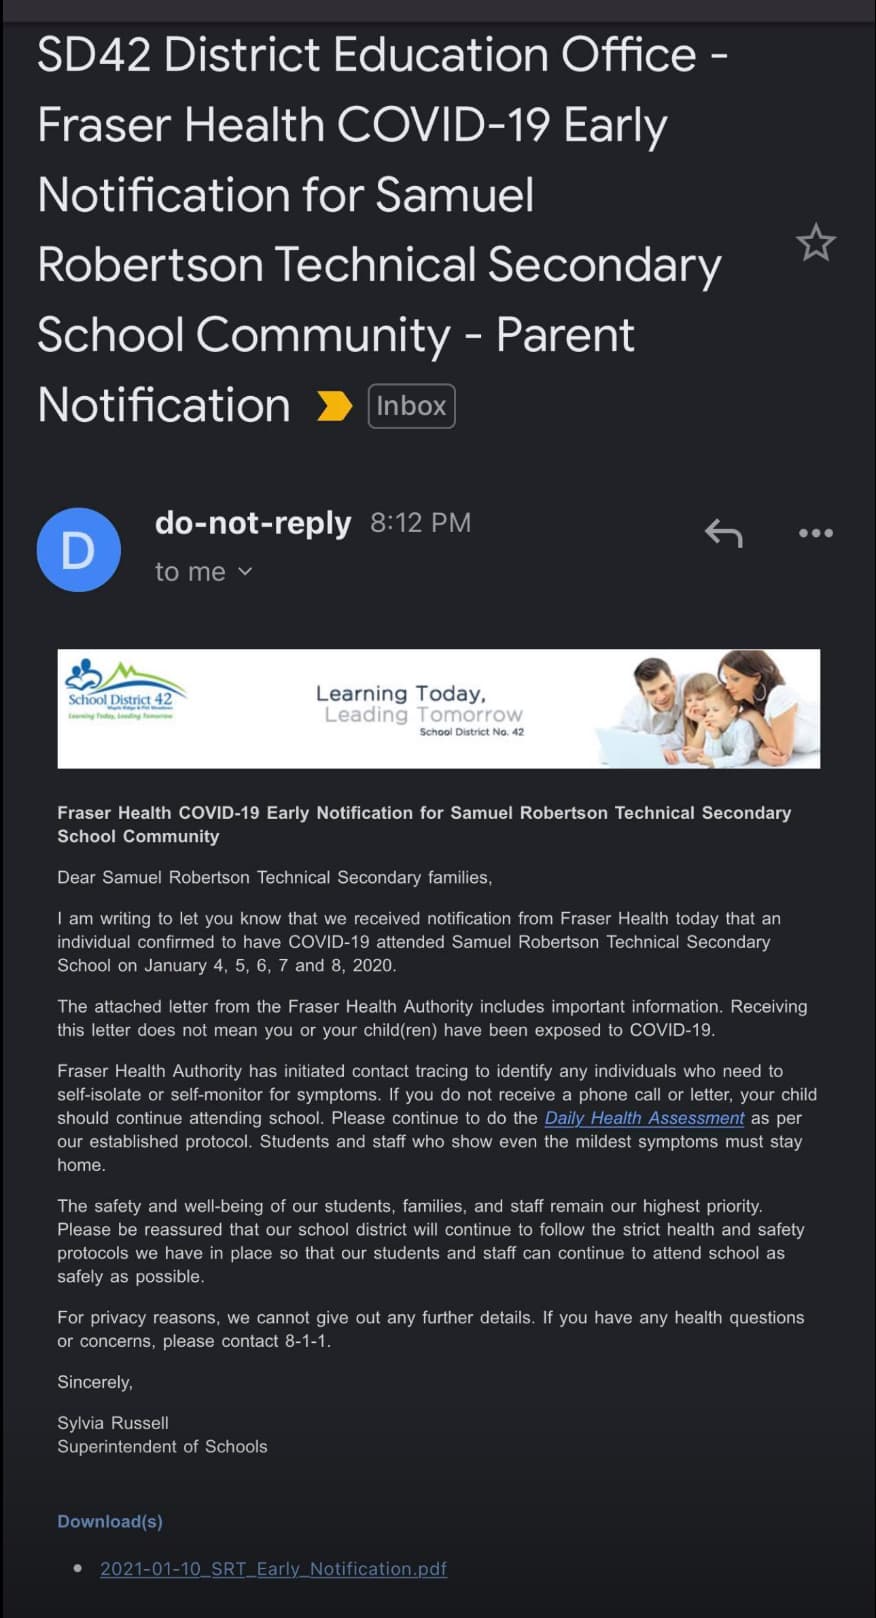 SD42 District Education Office -
Fraser Health COVID-19 Early
Notification for Samuel
Robertson Technical Secondary
School Community - Parent
Notification Inbox
do-not-reply 8:12 PM
D
to me
School District 42
Maple Ridge & Pitt Meadows
Learning Today, Leading Tomorrow
Learning Today,
Leading Tomorrow
School District No. 42
Fraser Health COVID-19 Early Notification for Samuel Robertson Technical Secondary
School Community
Dear Samuel Robertson Technical Secondary families,
I am writing to let you know that we received notification from Fraser Health today that an
individual confirmed to have COVID-19 attended Samuel Robertson Technical Secondary
School on January 4, 5, 6, 7 and 8, 2020.
The attached letter from the Fraser Health Authority includes important information. Receiving
this letter does not mean you or your child(ren) have been exposed to COVID-19.
Fraser Health Authority has initiated contact tracing to identify any individuals who need to
self-isolate or self-monitor for symptoms. If you do not receive a phone call or letter, your child
should continue attending school. Please continue to do the Daily Health Assessment as per
our established protocol. Students and staff who show even the mildest symptoms must stay
home.
The safety and well-being of our students, families, and staff remain our highest priority.
Please be reassured that our school district will continue to follow the strict health and safety
protocols we have in place so that our students and staff can continue to attend school as
safely as possible.
For privacy reasons, we cannot give out any further details. If you have any health questions
or concerns, please contact 8-1-1.
Sincerely,
Sylvia Russell
Superintendent of Schools
Download(s)
• 2021-01-10_SRT_Early_Notification.pdf